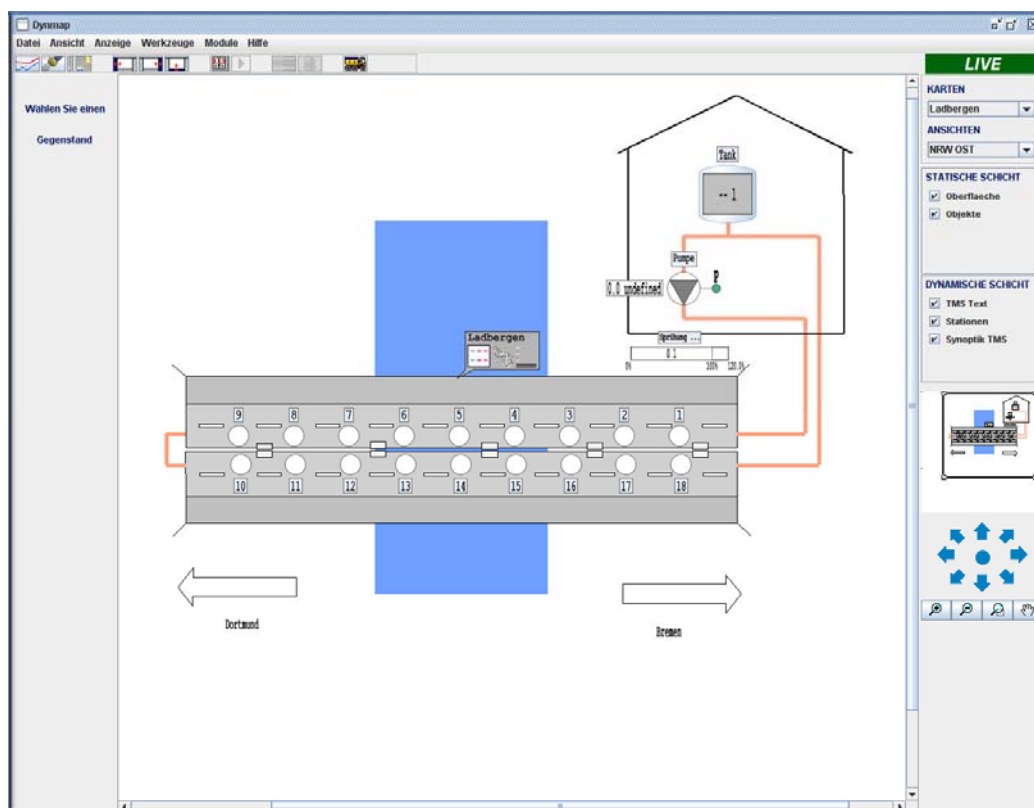 Dynmap
Datei Ansicht Anzeige Werkzeuge Module Hilfe
LIVE
Wählen Sie einen
Gegenstand
KARTEN
Ladbergen
ANSICHTEN
NRW OST
STATISCHE SCHICHT
Oberflaeche
Objekte
DYNAMISCHE SCHICHT
TMS Text
Stationen
Synoptik TMS
Tank
-- l
Pumpe
P
0.0 undefined
Sprühung ...
0 l
0% 100% 120.0%
Ladbergen
9 8 7 6 5 4 3 2 1
10 11 12 13 14 15 16 17 18
Dortmund
Bremen